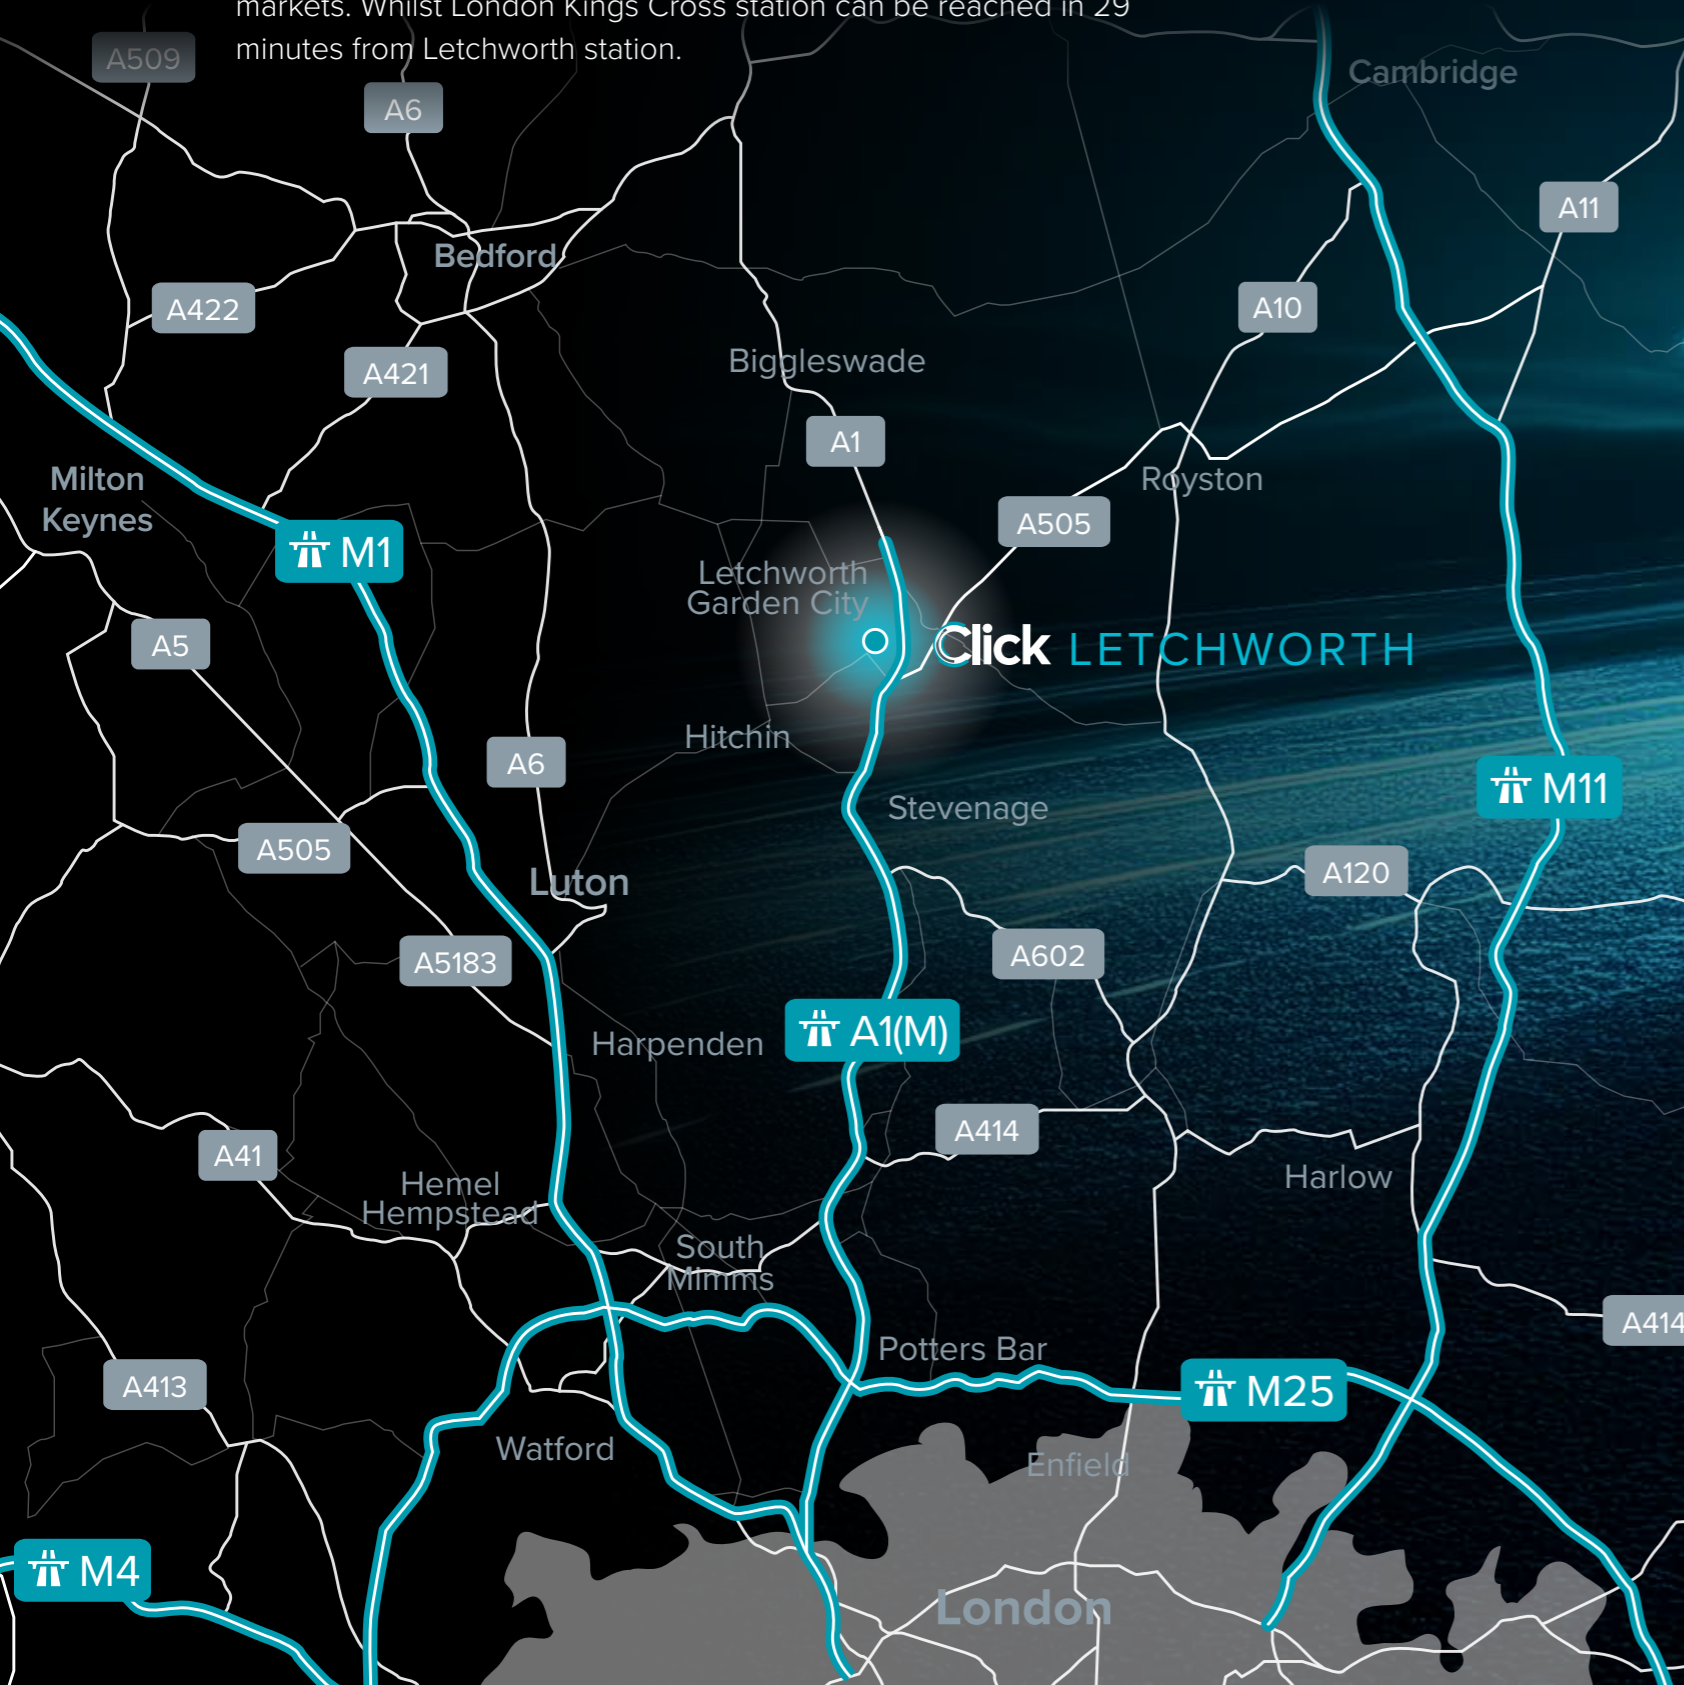 markets. Whilst London Kings Cross station can be reached in 29
minutes from Letchworth station.
A509
Cambridge
A6
A11
Bedford
A422
A10
A421
Biggleswade
A1
Milton
Keynes
Royston
A505
M1
Letchworth
Garden City
A5
Click LETCHWORTH
Hitchin
A6
M11
Stevenage
A505
A120
Luton
A5183
A602
A1(M)
Harpenden
A414
A41
Harlow
Hemel
Hempstead
South
Mimms
A414
Potters Bar
A413
M25
Watford
Enfield
M4
London